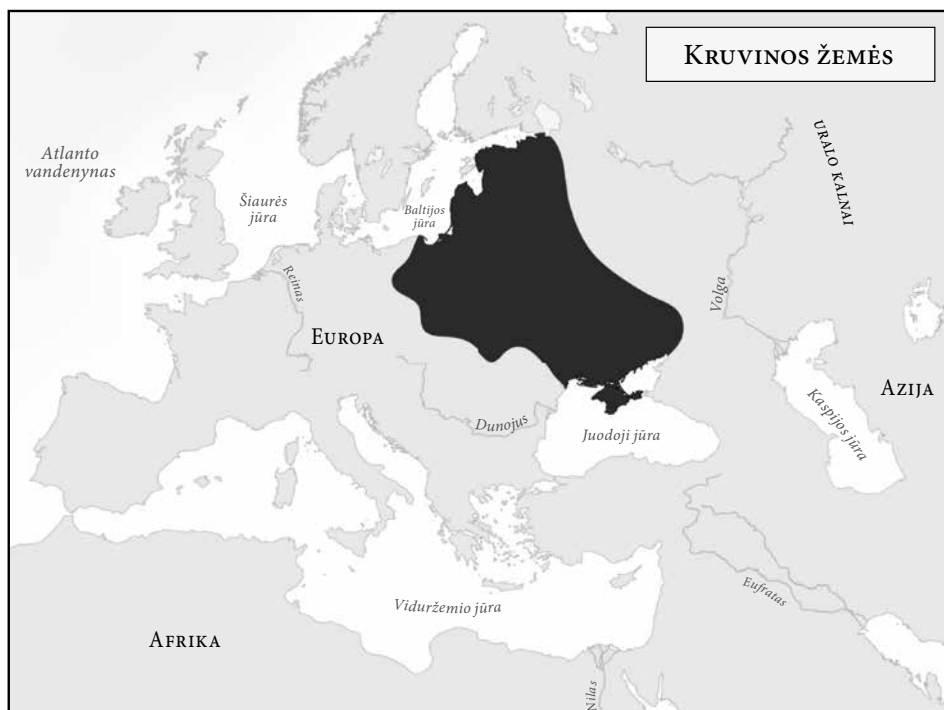 KRUVINOS ŽEMĖS
URALO KALNAI
Atlanto
vandenynas
Šiaurės
jūra
Baltijos
jūra
Reinas
Volga
EUROPA
AZIJA
Kaspijos jūra
Dunojus
Juodoji jūra
Eufratas
Viduržemio jūra
AFRIKA
Nilas